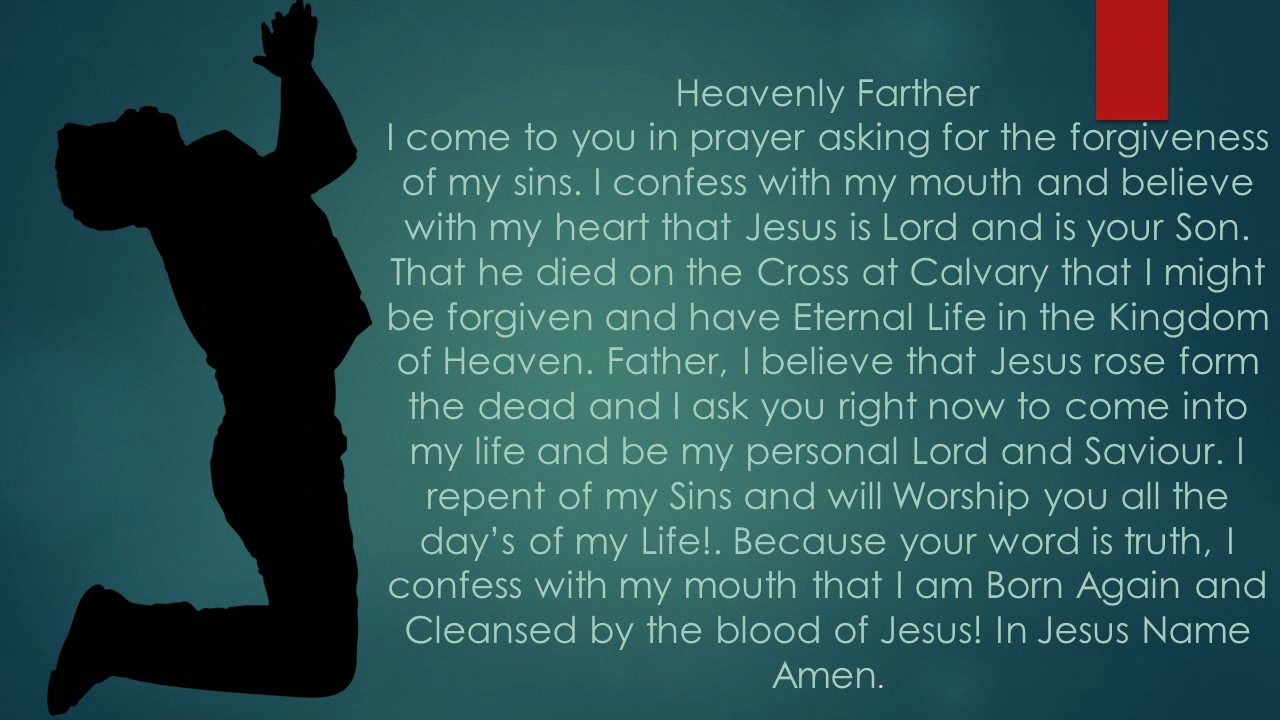 Heavenly Farther
I come to you in prayer asking for the forgiveness
of my sins. I confess with my mouth and believe
with my heart that Jesus is Lord and is your Son.
That he died on the Cross at Calvary that I might
be forgiven and have Eternal Life in the Kingdom
of Heaven. Father, I believe that Jesus rose form
the dead and I ask you right now to come into
my life and be my personal Lord and Saviour. I
repent of my Sins and will Worship you all the
day’s of my Life!. Because your word is truth, I
confess with my mouth that I am Born Again and
Cleansed by the blood of Jesus! In Jesus Name
Amen.